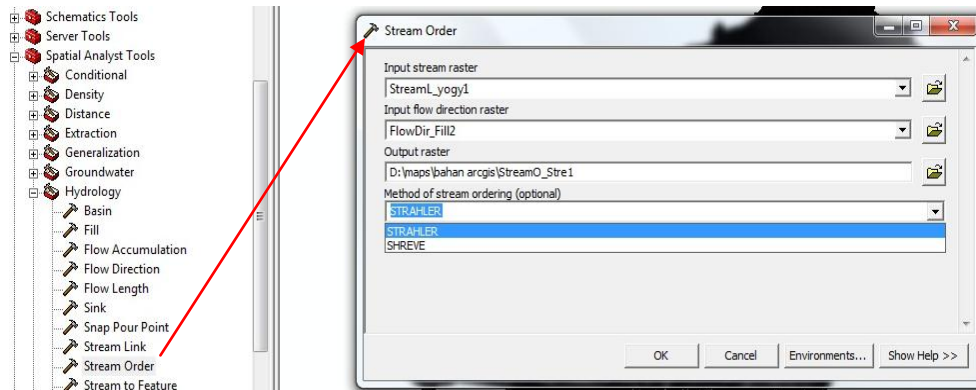 Schematics Tools
Server Tools
Spatial Analyst Tools
Conditional
Density
Distance
Extraction
Generalization
Groundwater
Hydrology
Basin
Fill
Flow Accumulation
Flow Direction
Flow Length
Sink
Snap Pour Point
Stream Link
Stream Order
Stream to Feature
Stream Order
Input stream raster
StreamL_yogy1
Input flow direction raster
FlowDir_Fill2
Output raster
D:\maps\bahan arcgis\StreamO_Stre1
Method of stream ordering (optional)
STRAHLER
STRAHLER
SHREVE
OK
Cancel
Environments...
Show Help >>